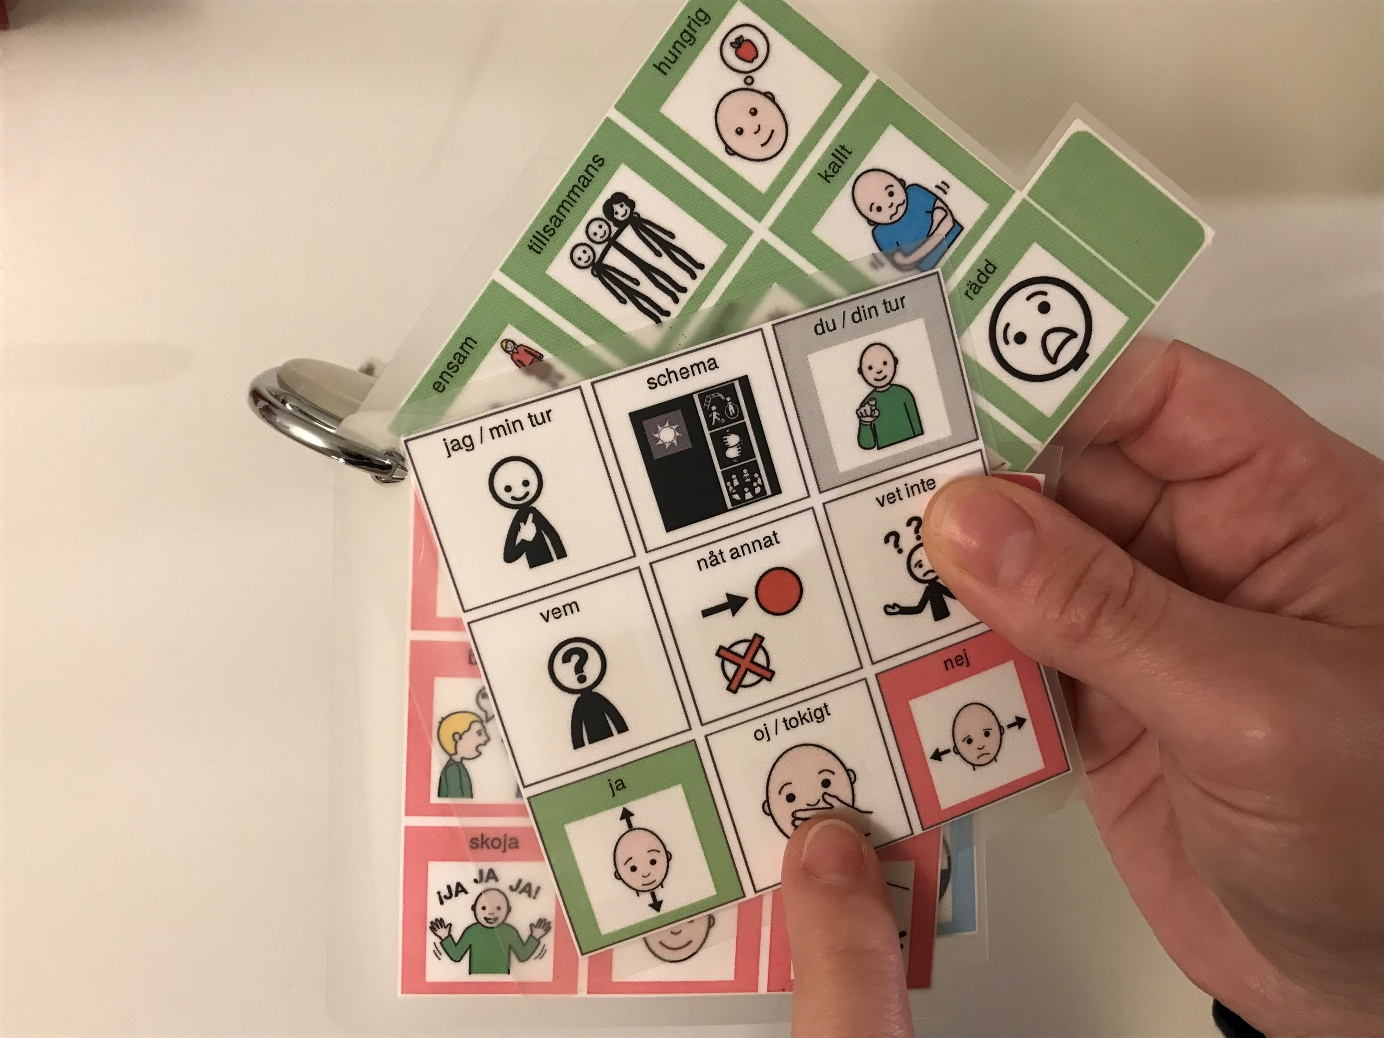 hungrig
tillsammans
kallt
ensam
rädd
jag / min tur
schema
du / din tur
vem
nåt annat
vet inte
? ?
?
ja
oj / tokigt
nej
skoja
¡JA JA JA!